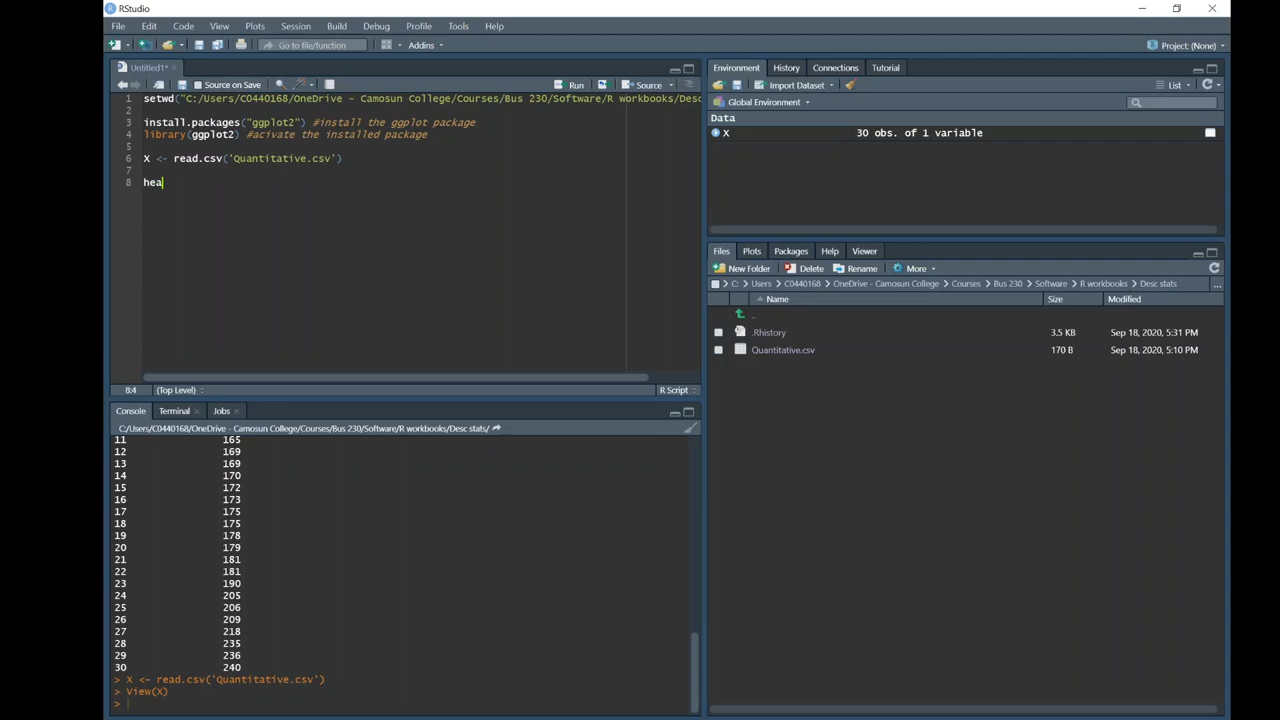 RStudio
File Edit Code View Plots Session Build Debug Profile Tools Help
Go to file/function Addins Project: (None)
Untitled1*
Source on Save Run Source
1 setwd("C:/Users/C0440168/OneDrive - Camosun College/Courses/Bus 230/Software/R workbooks/Desc
2
3 install.packages("ggplot2") #install the ggplot package
4 library(ggplot2) #acivate the installed package
5
6 X <- read.csv('Quantitative.csv')
7
8 hea
8:4 (Top Level) R Script
Console Terminal Jobs
C:/Users/C0440168/OneDrive - Camosun College/Courses/Bus 230/Software/R workbooks/Desc stats/
11 165
12 169
13 169
14 170
15 172
16 173
17 175
18 175
19 178
20 179
21 181
22 181
23 190
24 205
25 206
26 209
27 218
28 235
29 236
30 240
> X <- read.csv('Quantitative.csv')
> View(X)
>
Environment History Connections Tutorial
Import Dataset List
Global Environment
Data
X 30 obs. of 1 variable
Files Plots Packages Help Viewer
New Folder Delete Rename More
C: Users C0440168 OneDrive - Camosun College Courses Bus 230 Software R workbooks Desc stats ...
Name Size Modified
..
.Rhistory 3.5 KB Sep 18, 2020, 5:31 PM
Quantitative.csv 170 B Sep 18, 2020, 5:10 PM